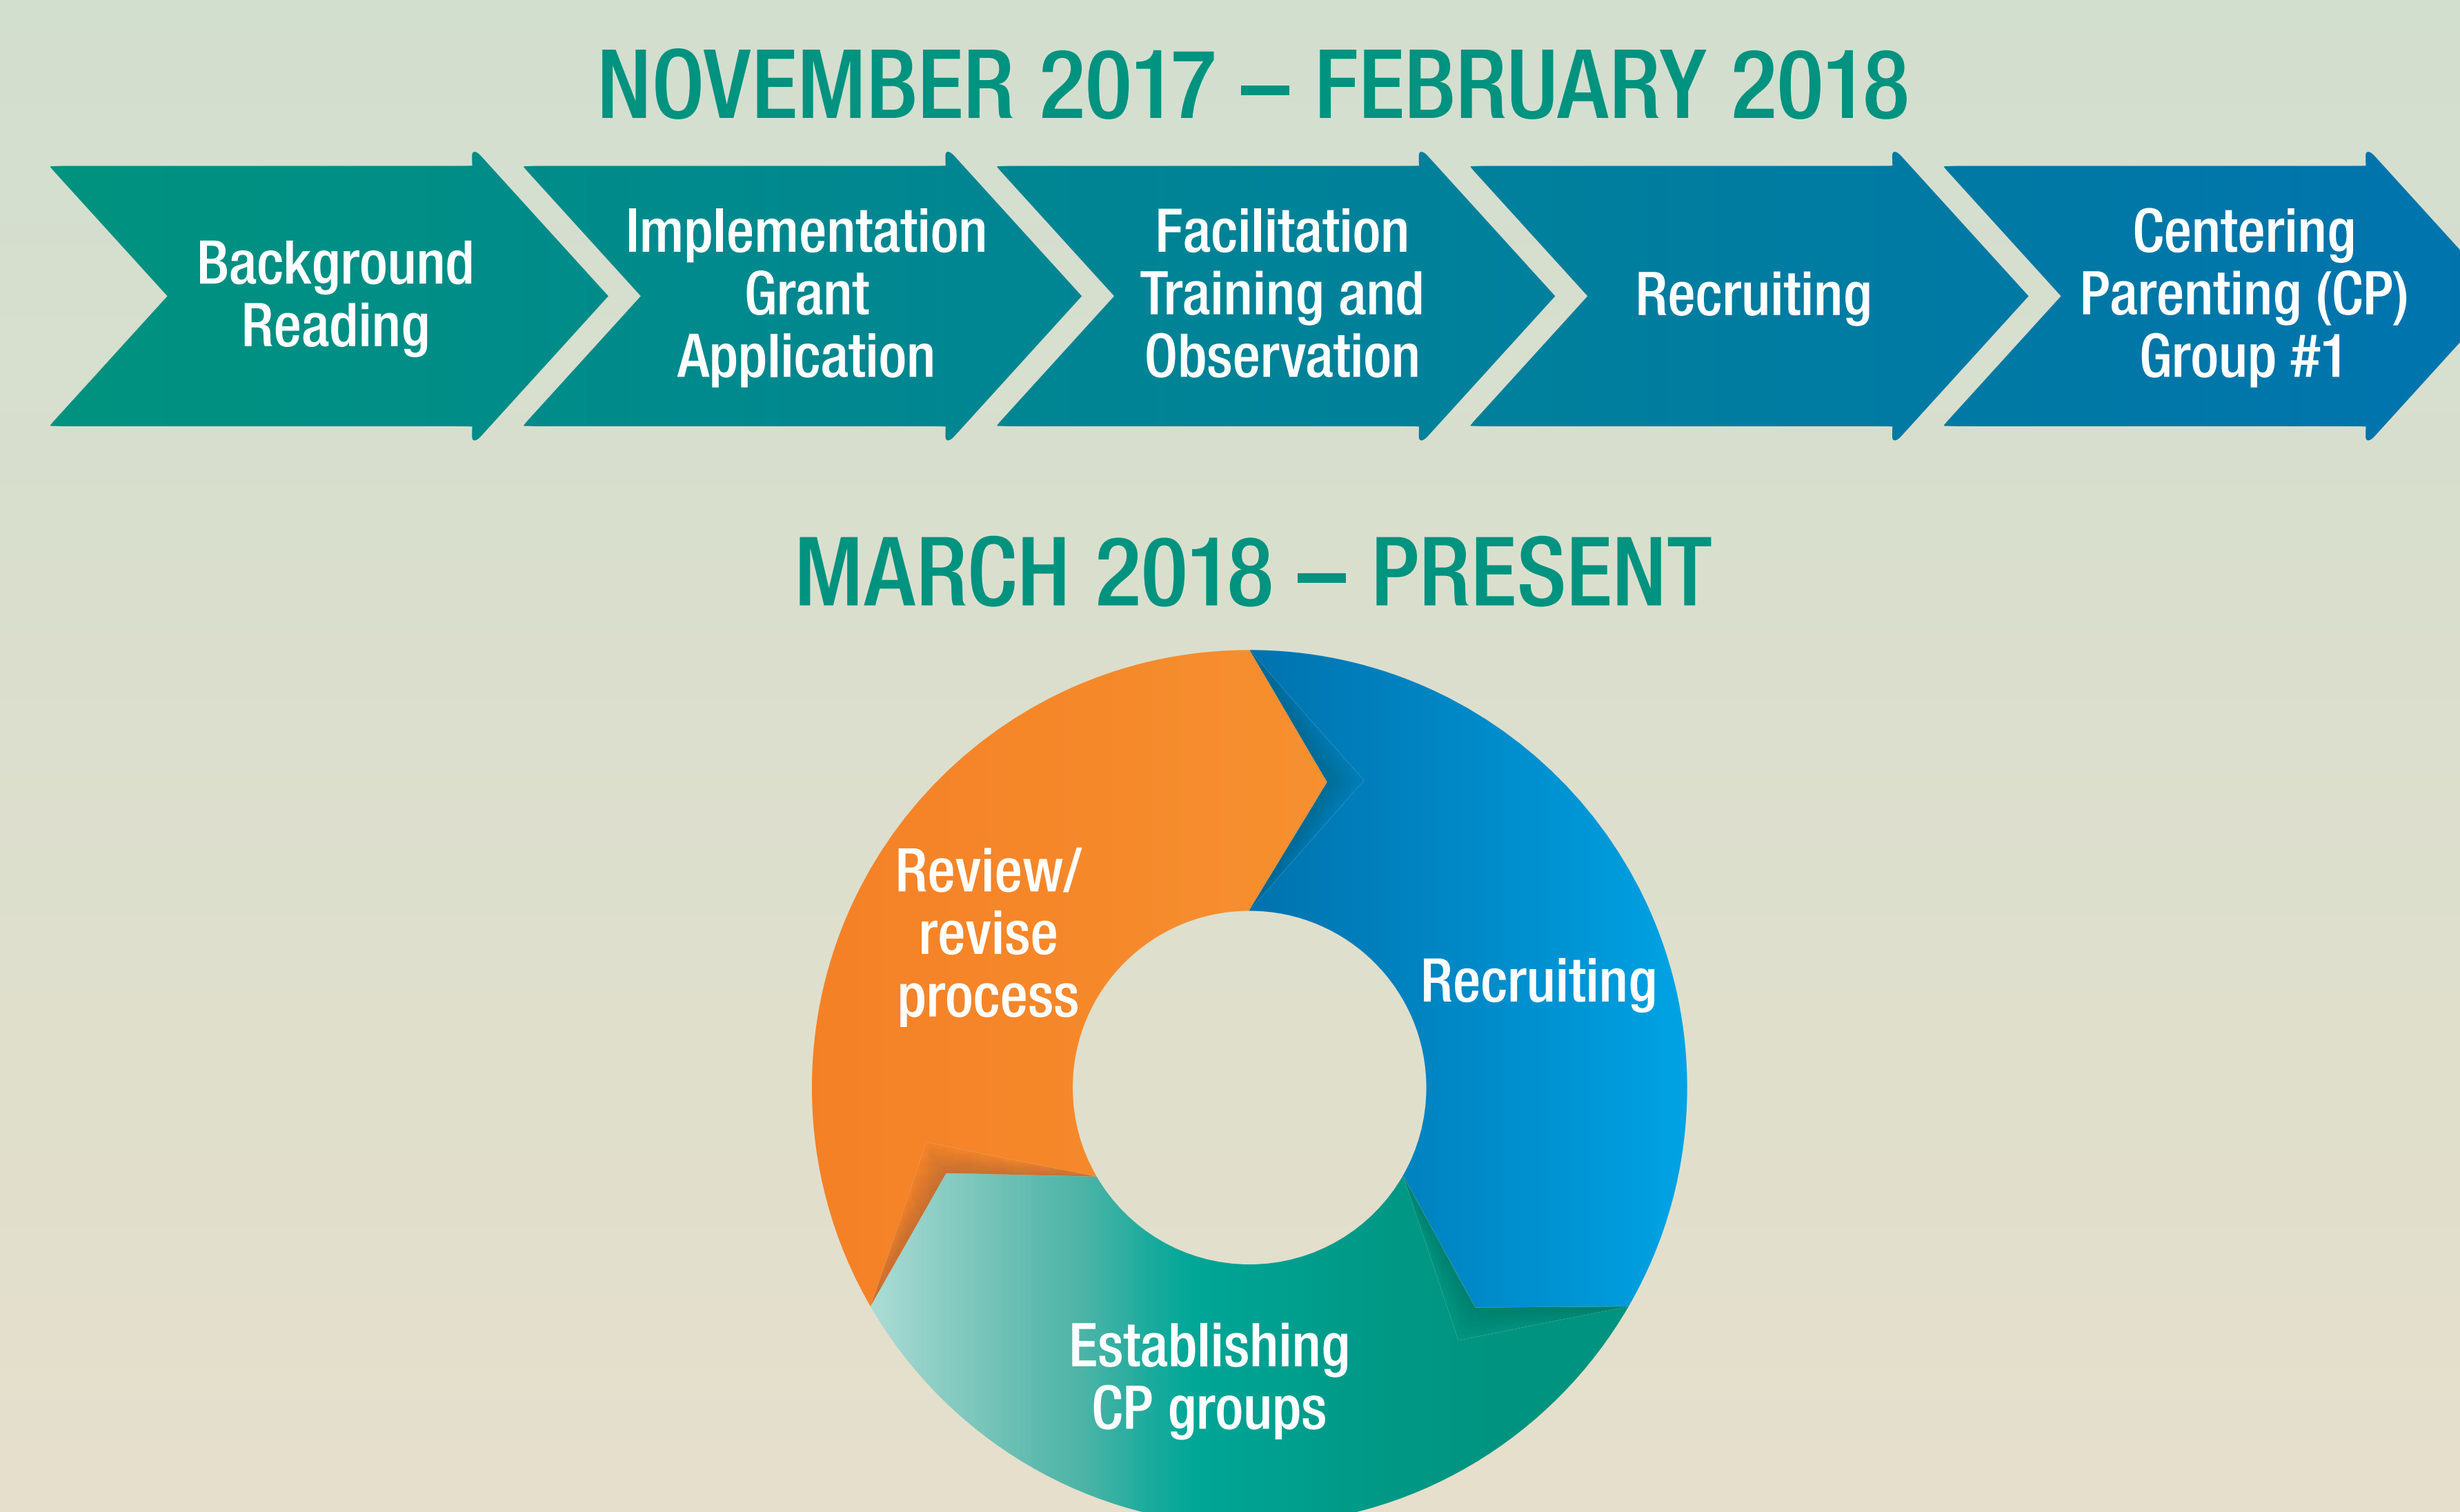 NOVEMBER 2017 – FEBRUARY 2018
Background
Reading
Implementation
Grant
Application
Facilitation
Training and
Observation
Recruiting
Centering
Parenting (CP)
Group #1
MARCH 2018 – PRESENT
Review/
revise
process
Recruiting
Establishing
CP groups